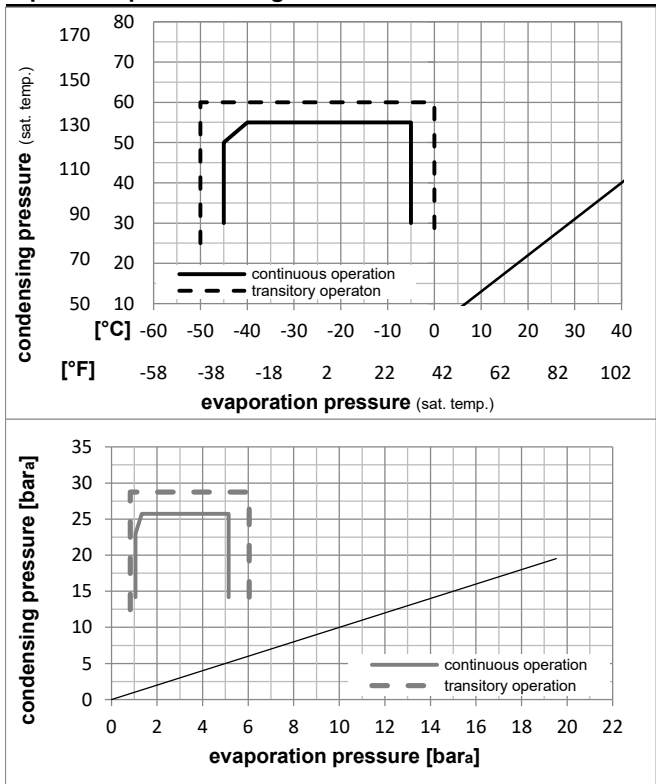 170 80
70
150
60
130
50
110
40
90
30
70
20
50 10
condensing pressure (sat. temp.)
continuous operation
transitory operaton
[°C] -60 -50 -40 -30 -20 -10 0 10 20 30 40
[°F] -58 -38 -18 2 22 42 62 82 102
evaporation pressure (sat. temp.)
35
30
25
20
15
10
5
0
condensing pressure [bara]
continuous operation
transitory operation
0 2 4 6 8 10 12 14 16 18 20 22
evaporation pressure [bara]